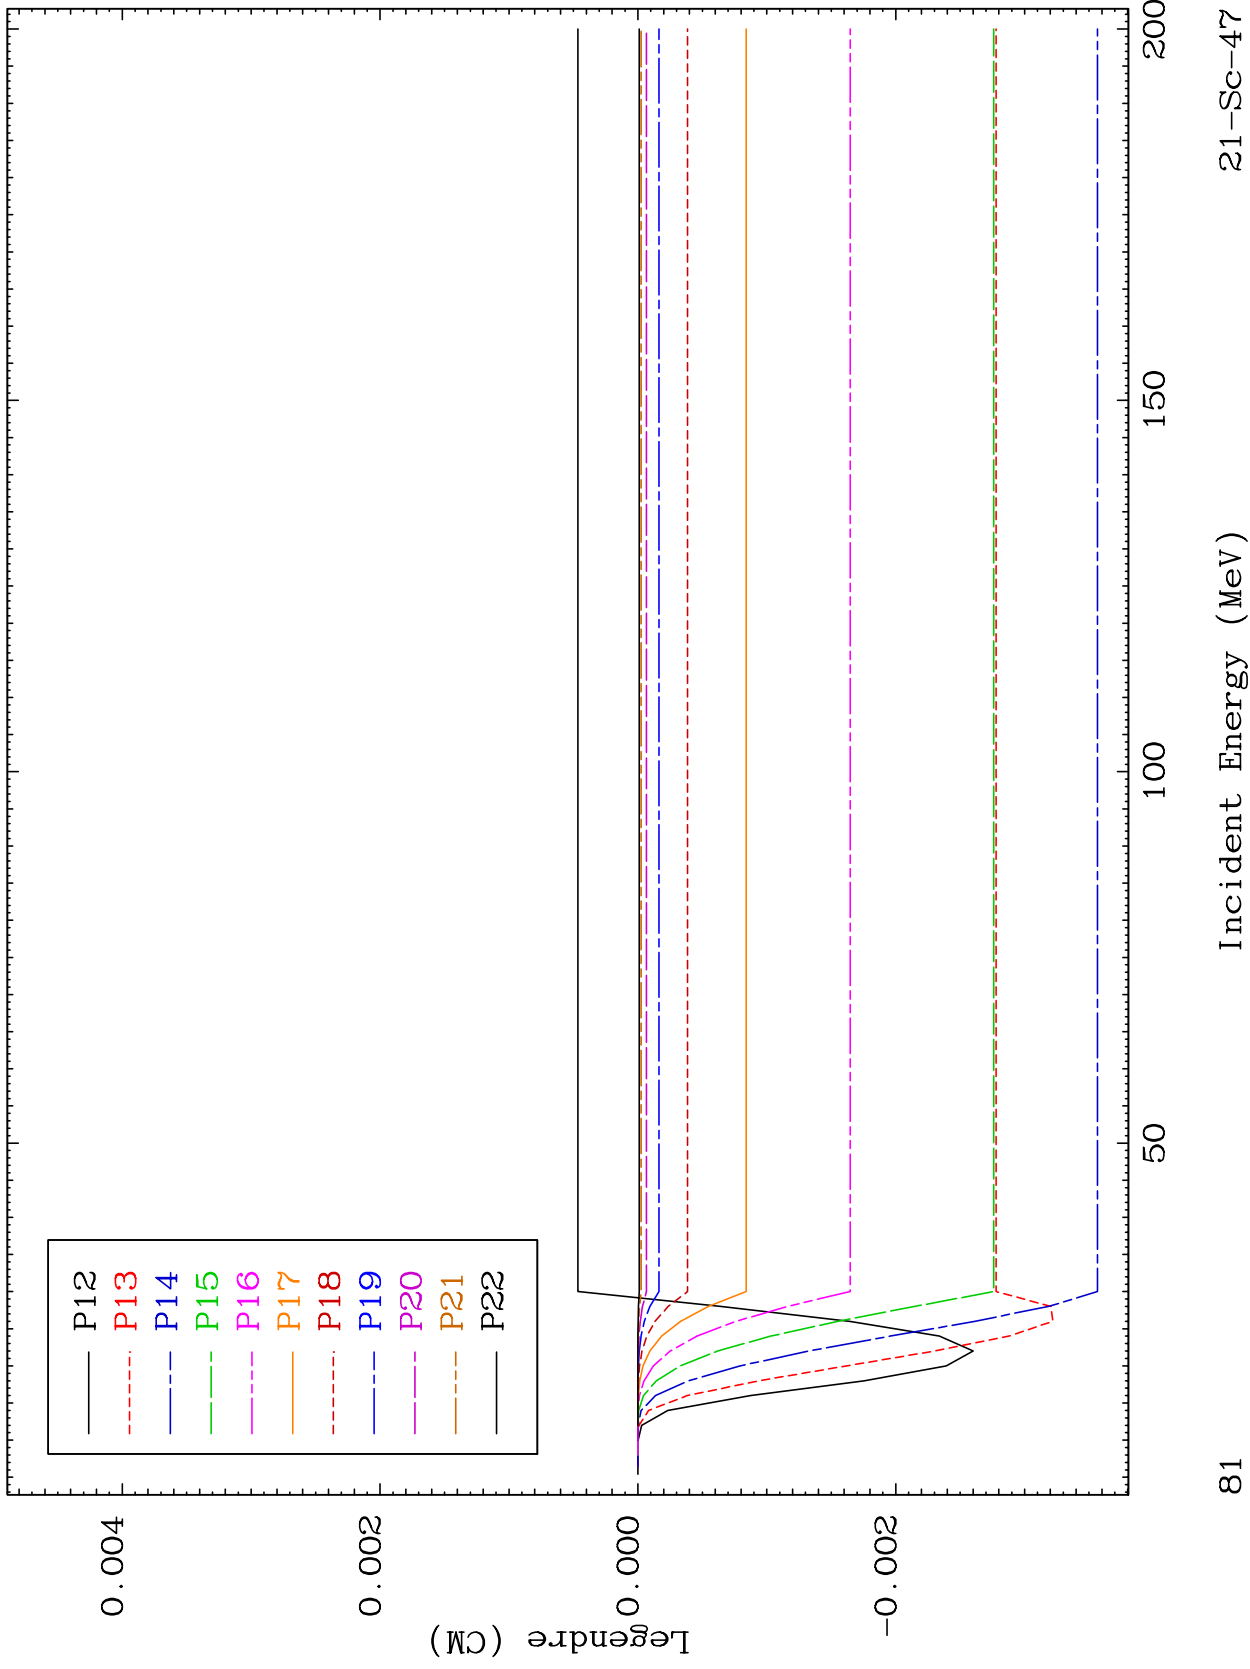 P12
P13
P14
P15
P16
P17
P18
P19
P20
P21
P22
0.004
0.002
0.000
-0.002
Legendre (CM)
50
100
150
200
Incident Energy (MeV)
81
21-Sc-47